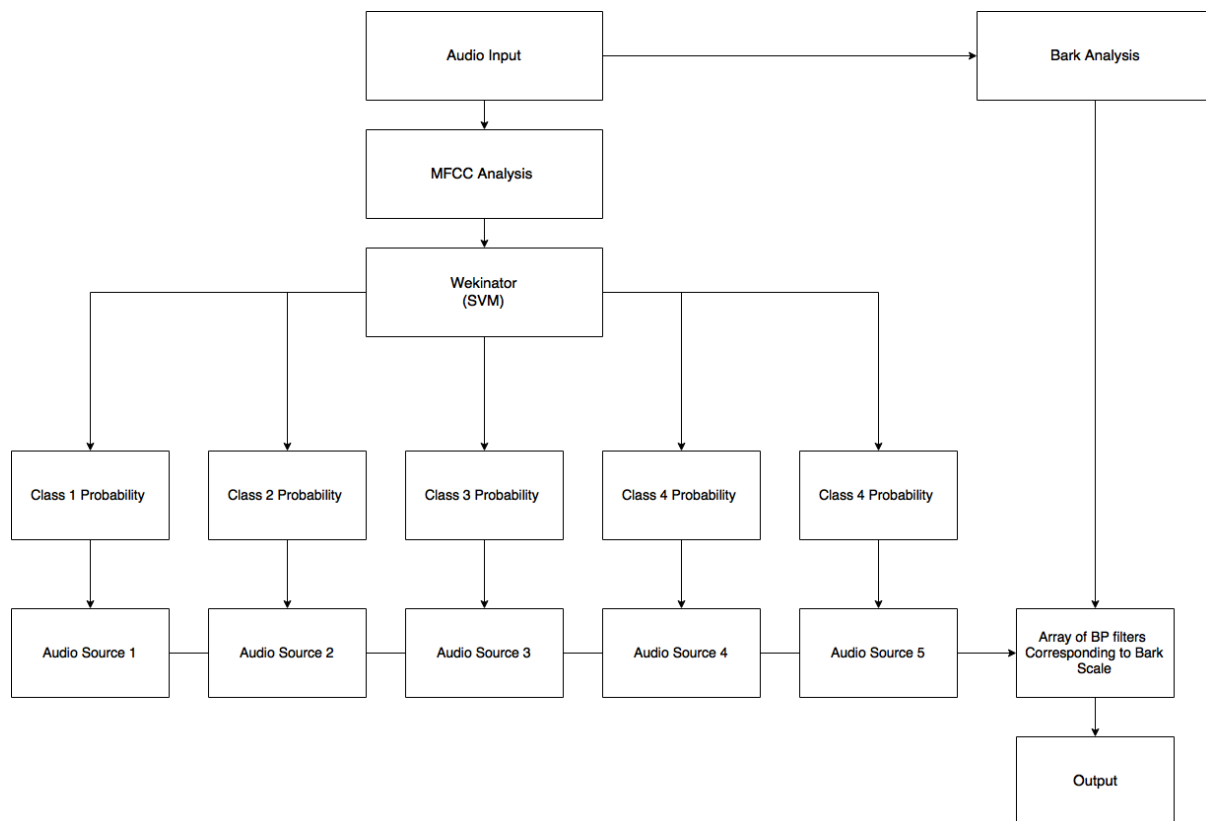 Audio Input
Bark Analysis
MFCC Analysis
Wekinator
(SVM)
Class 1 Probability
Class 2 Probability
Class 3 Probability
Class 4 Probability
Class 4 Probability
Audio Source 1
Audio Source 2
Audio Source 3
Audio Source 4
Audio Source 5
Array of BP filters
Corresponding to Bark
Scale
Output